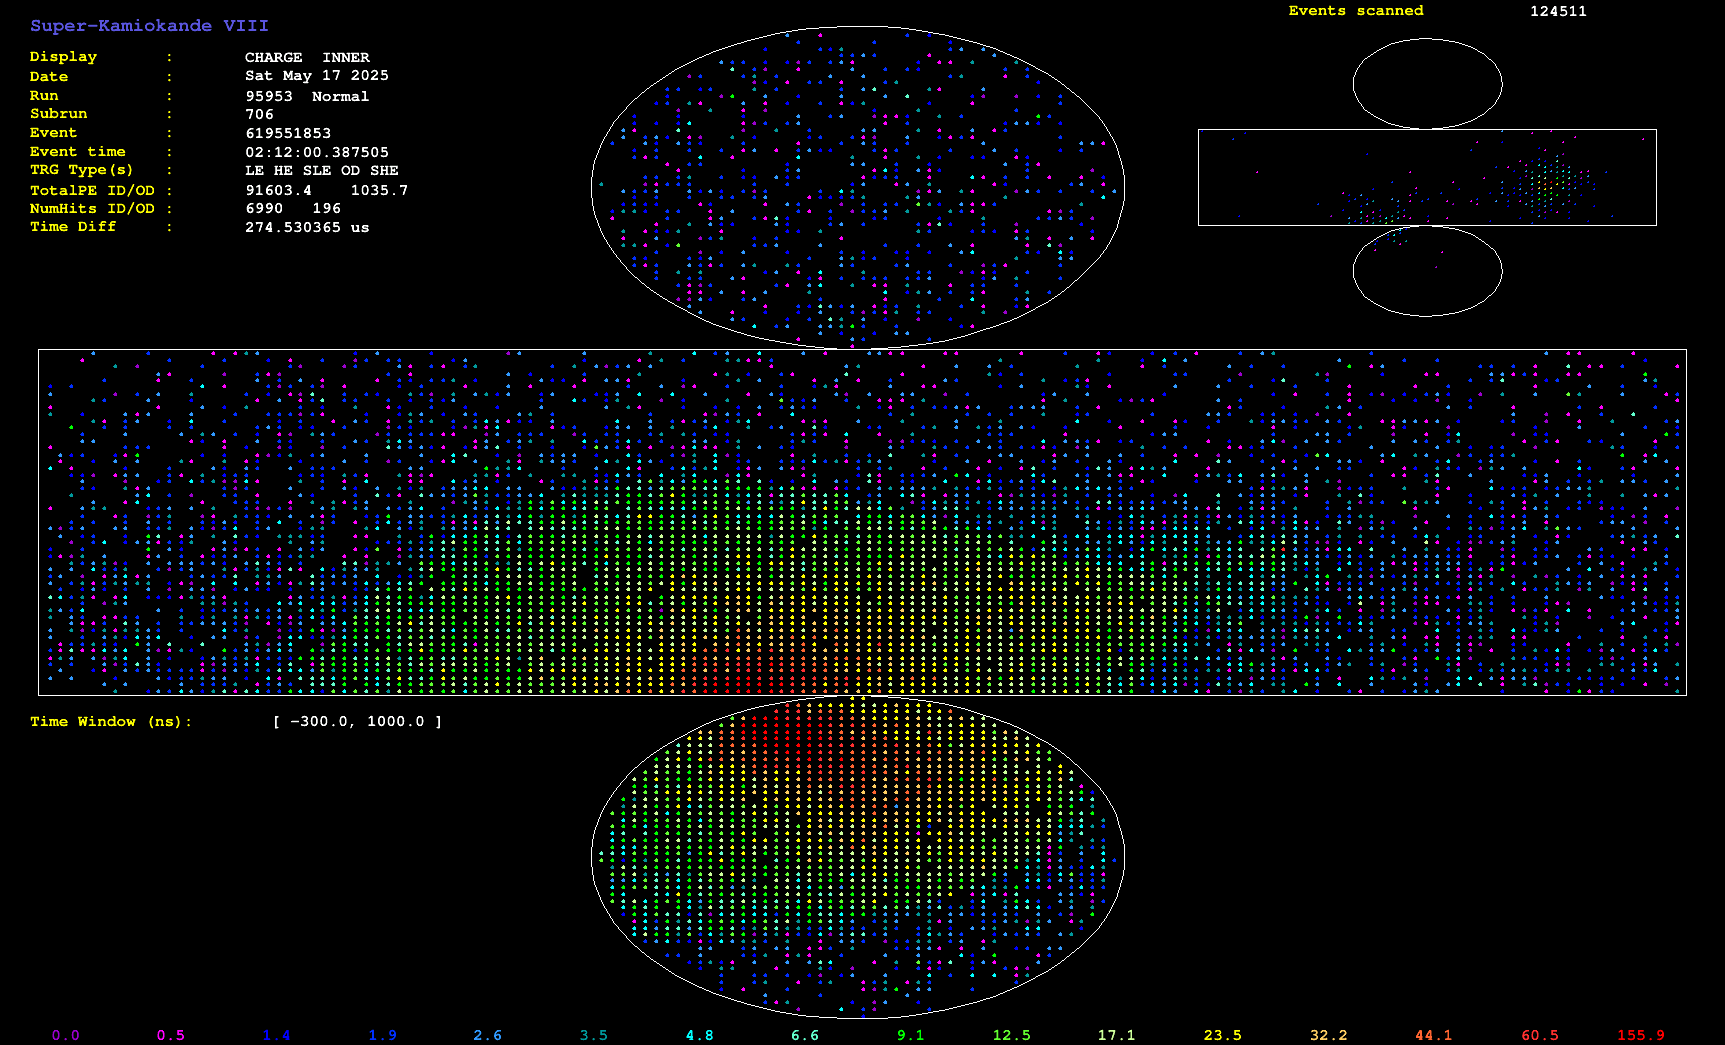 Super-Kamiokande VIII
Events scanned 124511
Display : CHARGE INNER
Date : Sat May 17 2025
Run : 95953 Normal
Subrun : 706
Event : 619551853
Event time : 02:12:00.387505
TRG Type(s) : LE HE SLE OD SHE
TotalPE ID/OD : 91603.4 1035.7
NumHits ID/OD : 6990 196
Time Diff : 274.530365 us
Time Window (ns): [ -300.0, 1000.0 ]
0.0 0.5 1.4 1.9 2.6 3.5 4.8 6.6 9.1 12.5 17.1 23.5 32.2 44.1 60.5 155.9